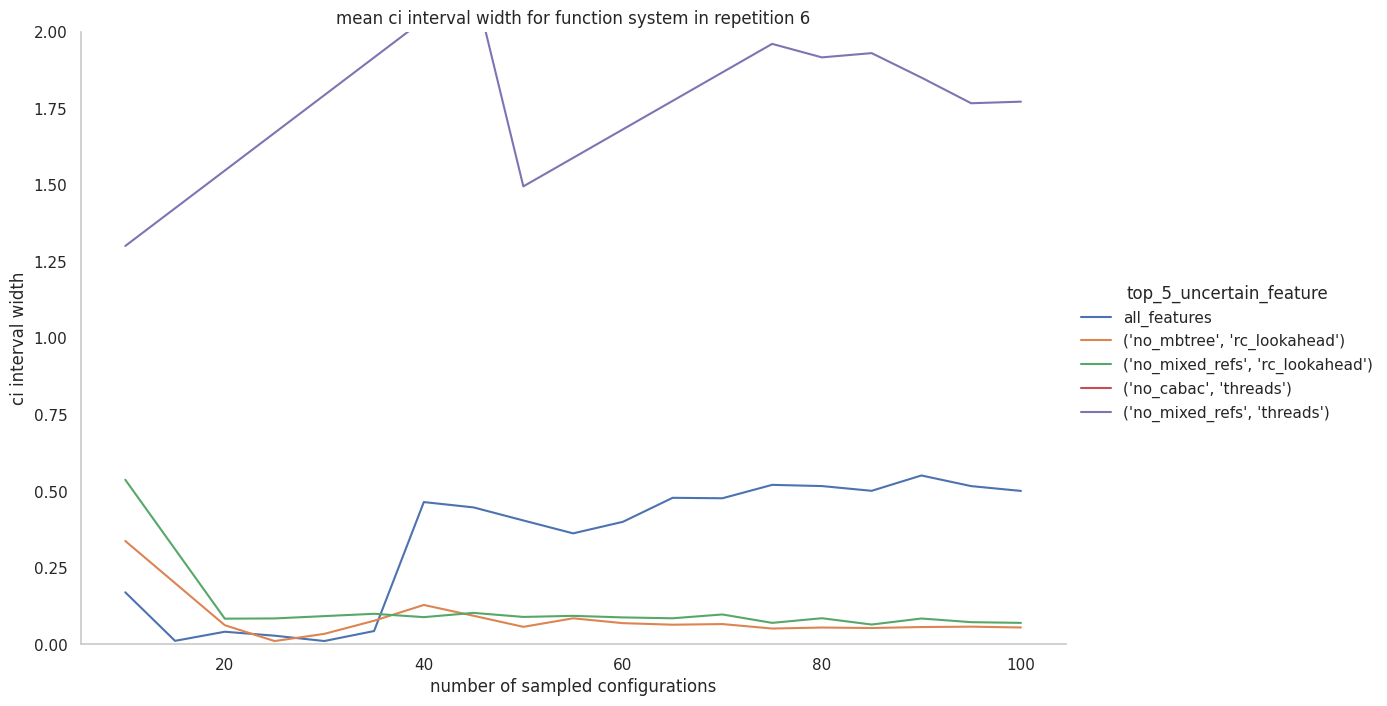 mean ci interval width for function system in repetition 6
2.00
1.75
1.50
1.25
1.00
0.75
0.50
0.25
0.00
ci interval width
20
40
60
80
100
number of sampled configurations
top_5_uncertain_feature
all_features
('no_mbtree', 'rc_lookahead')
('no_mixed_refs', 'rc_lookahead')
('no_cabac', 'threads')
('no_mixed_refs', 'threads')